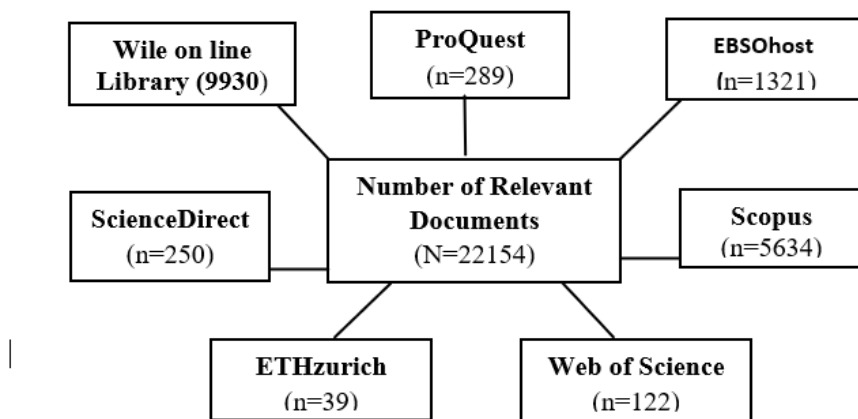 Wile on line
Library (9930)
ProQuest
(n=289)
EBSOhost
(n=1321)
Number of Relevant
Documents
(N=22154)
ScienceDirect
(n=250)
Scopus
(n=5634)
ETHzurich
(n=39)
Web of Science
(n=122)